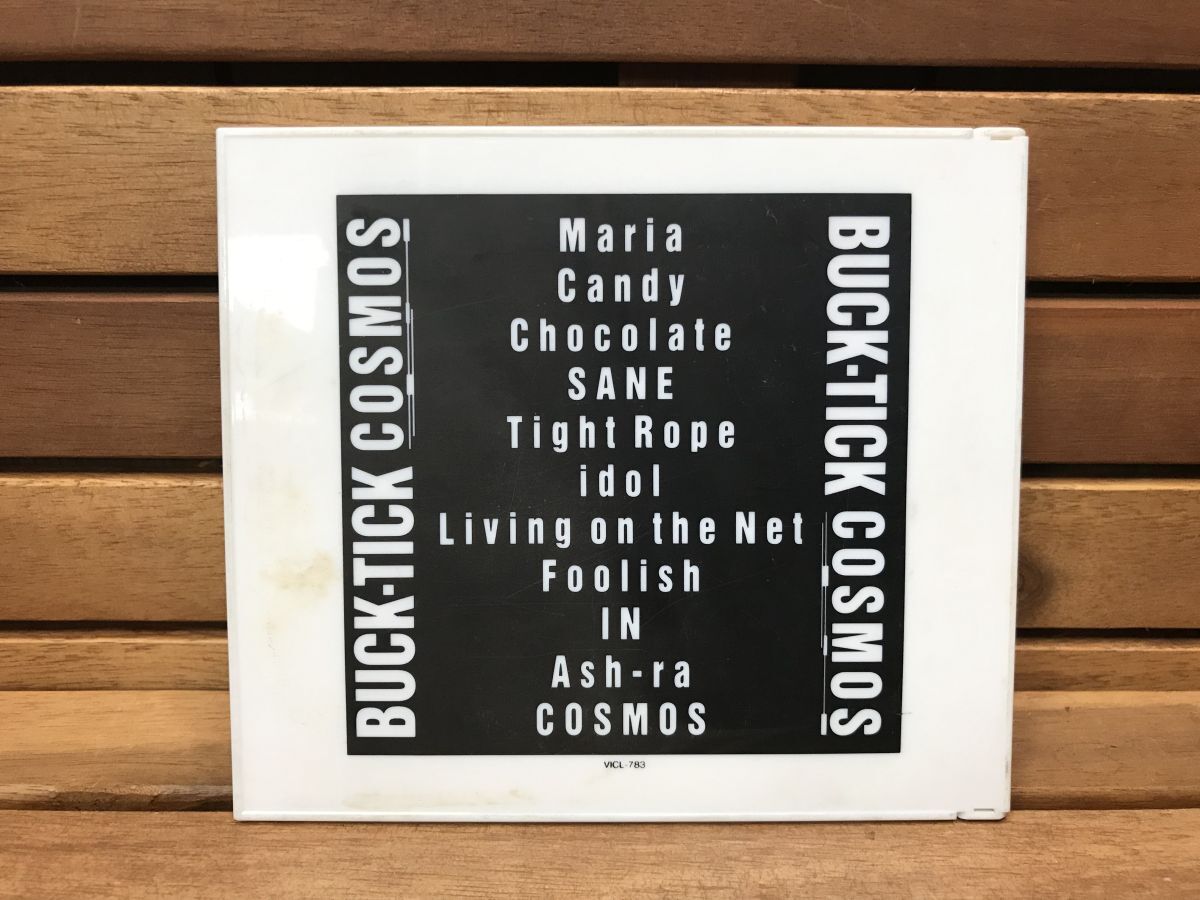 BUCK-TICK COSMOS
Maria
Candy
Chocolate
SANE
Tight Rope
idol
Living on the Net
Foolish
IN
Ash-ra
COSMOS
BUCK-TICK COSMOS
VICL-783